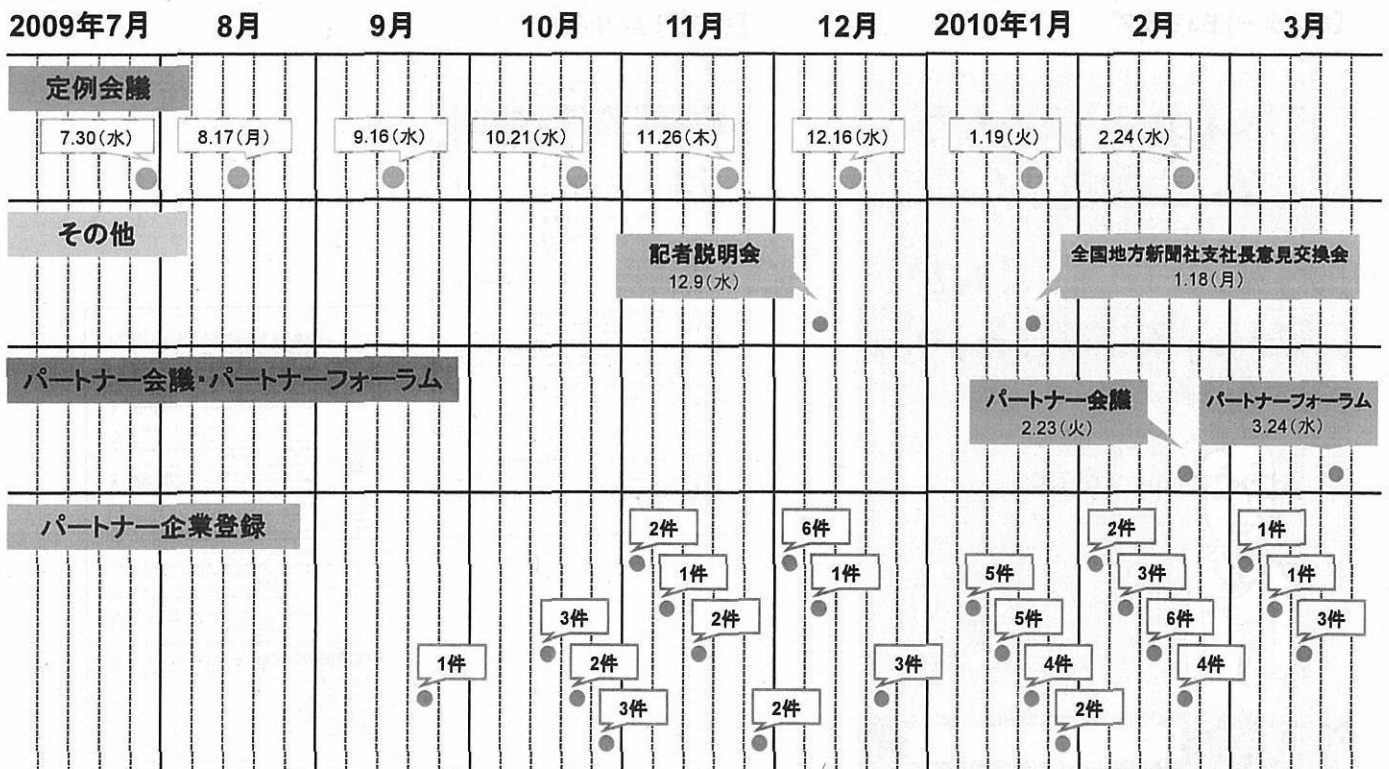 2009年7月 8月 9月 10月 11月 12月 2010年1月 2月 3月
定例会議
7.30(水) 8.17(月) 9.16(水) 10.21(水) 11.26(木) 12.16(水) 1.19(火) 2.24(水)
その他
記者説明会
12.9(水)
全国地方新聞社支社長意見交換会
1.18(月)
パートナー会議・パートナーフォーラム
パートナー会議
2.23(火)
パートナーフォーラム
3.24(水)
パートナー企業登録
2件 6件 2件 1件
1件 1件 5件 3件 1件
3件 2件 5件 6件 3件
1件 2件 3件 4件 4件
3件 2件 2件